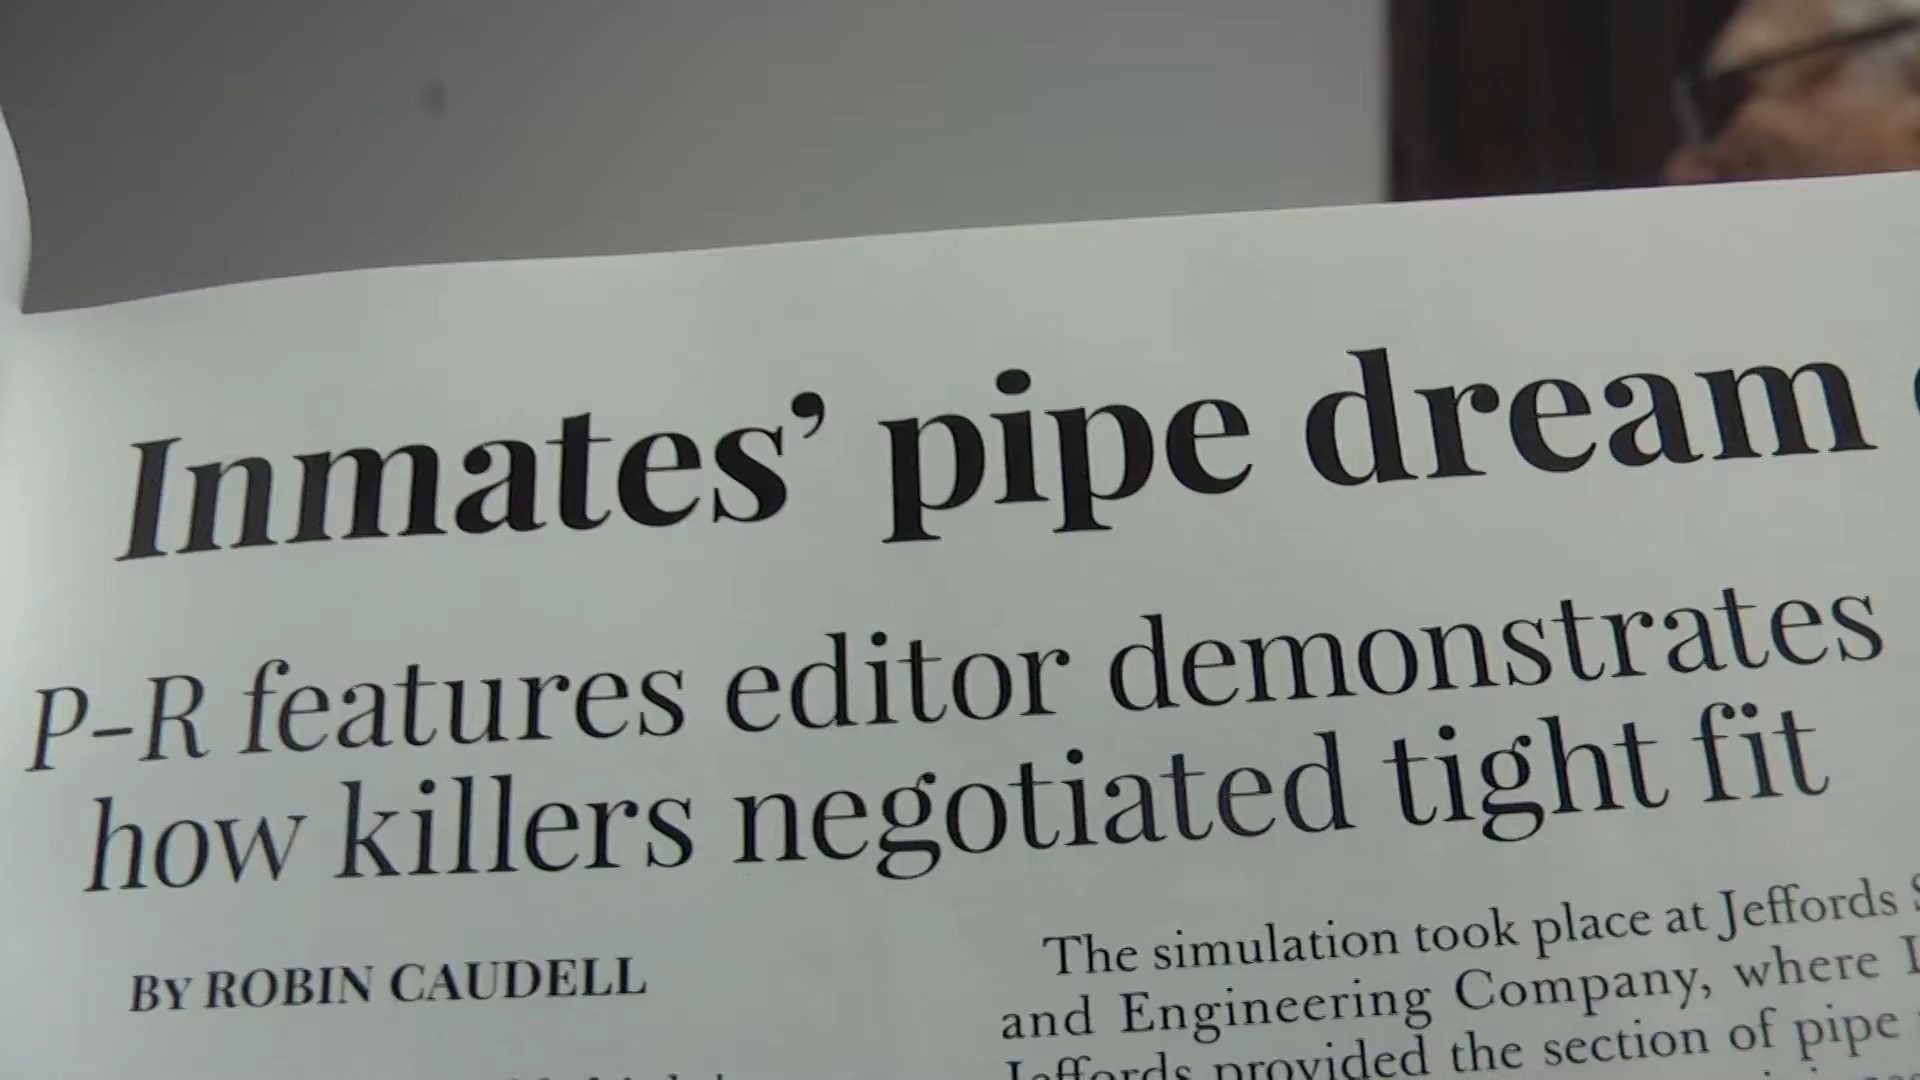 Inmates' pipe dream
P-R features editor demonstrates
how killers negotiated tight fit
BY ROBIN CAUDELL
The simulation took place at Jeffords
and Engineering Company, where
Jeffords provided the section of pipe